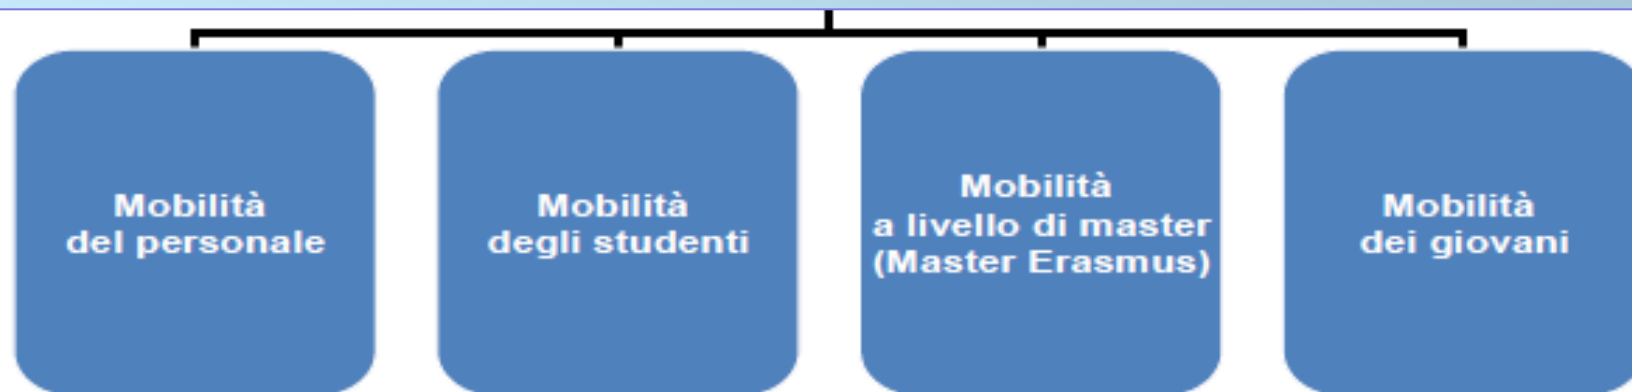 Mobilità
del personale
Mobilità
degli studenti
Mobilità
a livello di master
(Master Erasmus)
Mobilità
dei giovani